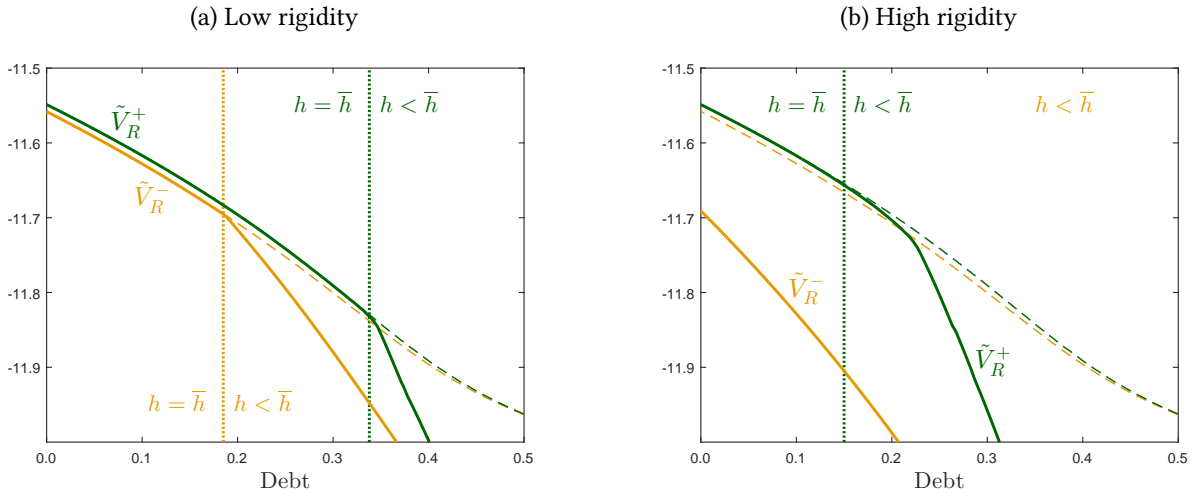 (a) Low rigidity
-11.5
-11.6
-11.7
-11.8
-11.9
0.0 0.1 0.2 0.3 0.4 0.5
Debt
h = h̅ h < h̅
Ṽ_R^+
Ṽ_R^-
h = h̅ h < h̅
(b) High rigidity
-11.5
-11.6
-11.7
-11.8
-11.9
0.0 0.1 0.2 0.3 0.4 0.5
Debt
h = h̅ h < h̅
h < h̅
Ṽ_R^-
Ṽ_R^+